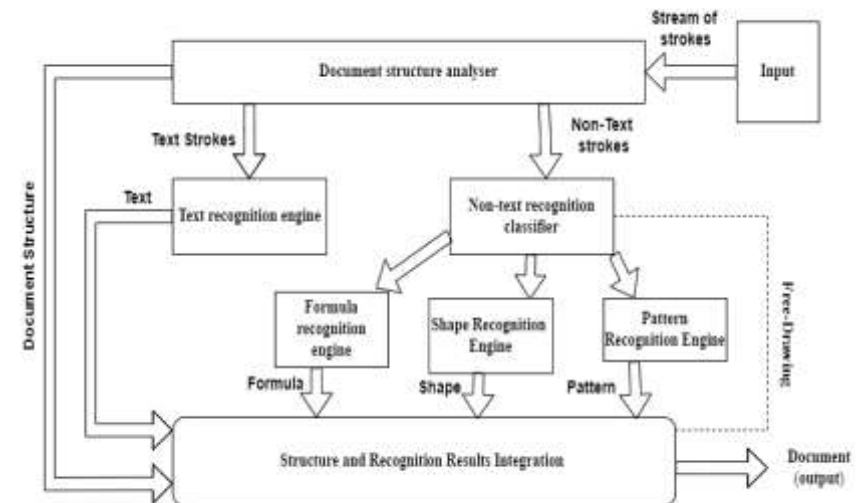 Stream of
strokes
Document structure analyser
Input
Text Strokes
Non-Text
strokes
Text
Text recognition engine
Non-text recognition
classifier
Document Structure
Free-Drawing
Formula
recognition
engine
Shape Recognition
Engine
Pattern
Recognition Engine
Formula
Shape
Pattern
Structure and Recognition Results Integration
Document
(output)